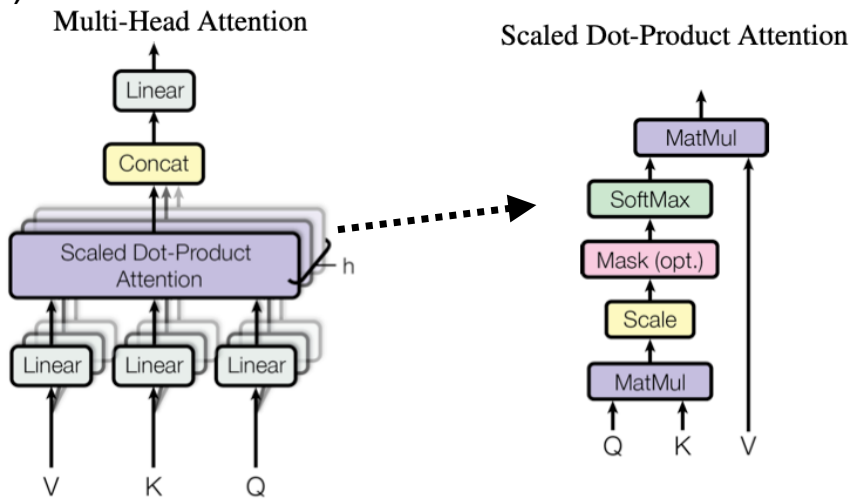 Multi-Head Attention
Linear
Concat
Scaled Dot-Product
Attention
h
Linear
Linear
Linear
V
K
Q
Scaled Dot-Product Attention
MatMul
SoftMax
Mask (opt.)
Scale
MatMul
Q
K
V